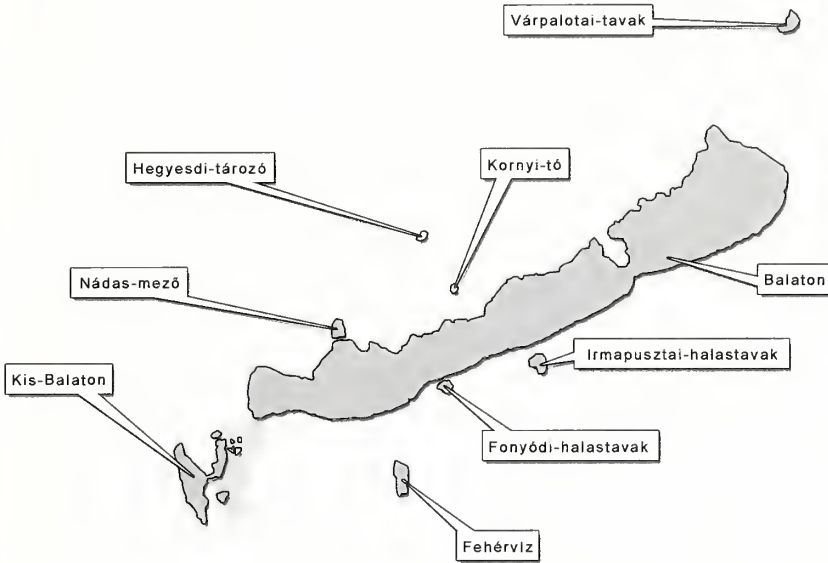 Várpalotai-tavak
Hegyesdi-tározó
Kornyi-tó
Nádas-mező
Balaton
Irmapusztai-halastavak
Kis-Balaton
Fonyódi-halastavak
Fehérvíz